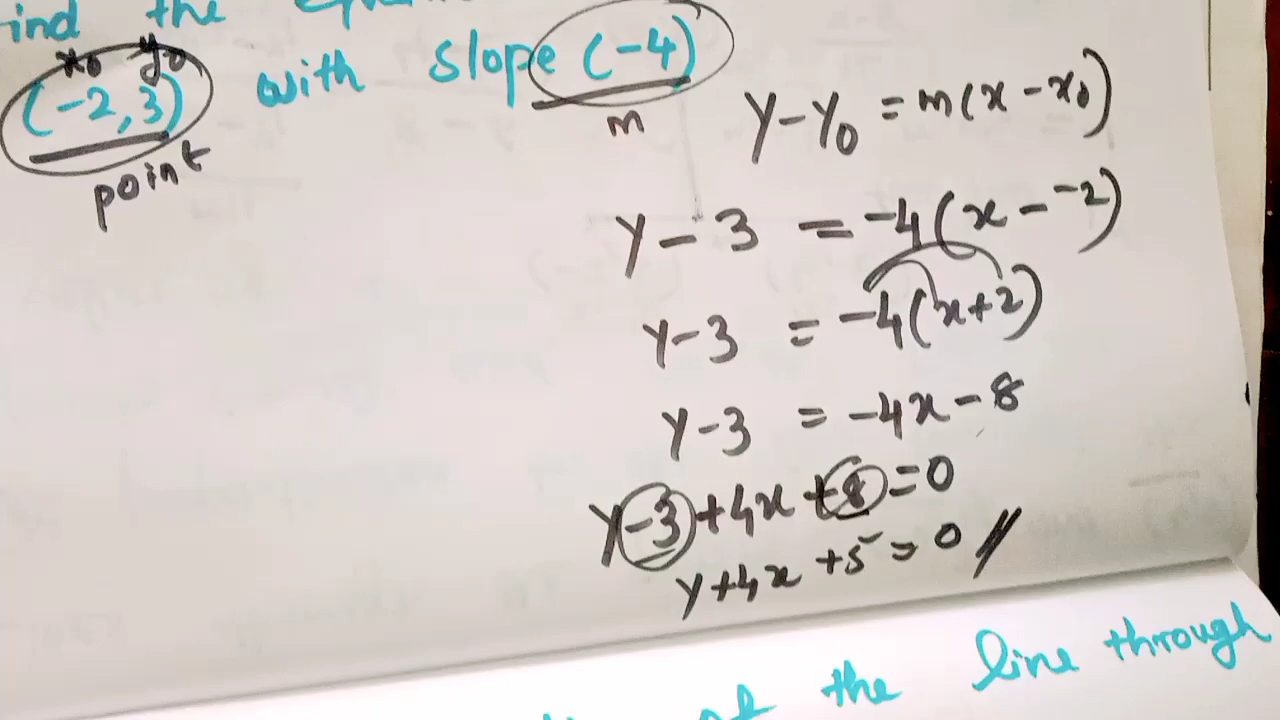 ind the
x₀ y₀
(-2, 3) with slope (-4)
point
m
y-y₀ = m(x-x₀)
y-3 = -4(x--2)
y-3 = -4(x+2)
y-3 = -4x-8
y-3+4x+8=0
y+4x+5=0 //
of the line through